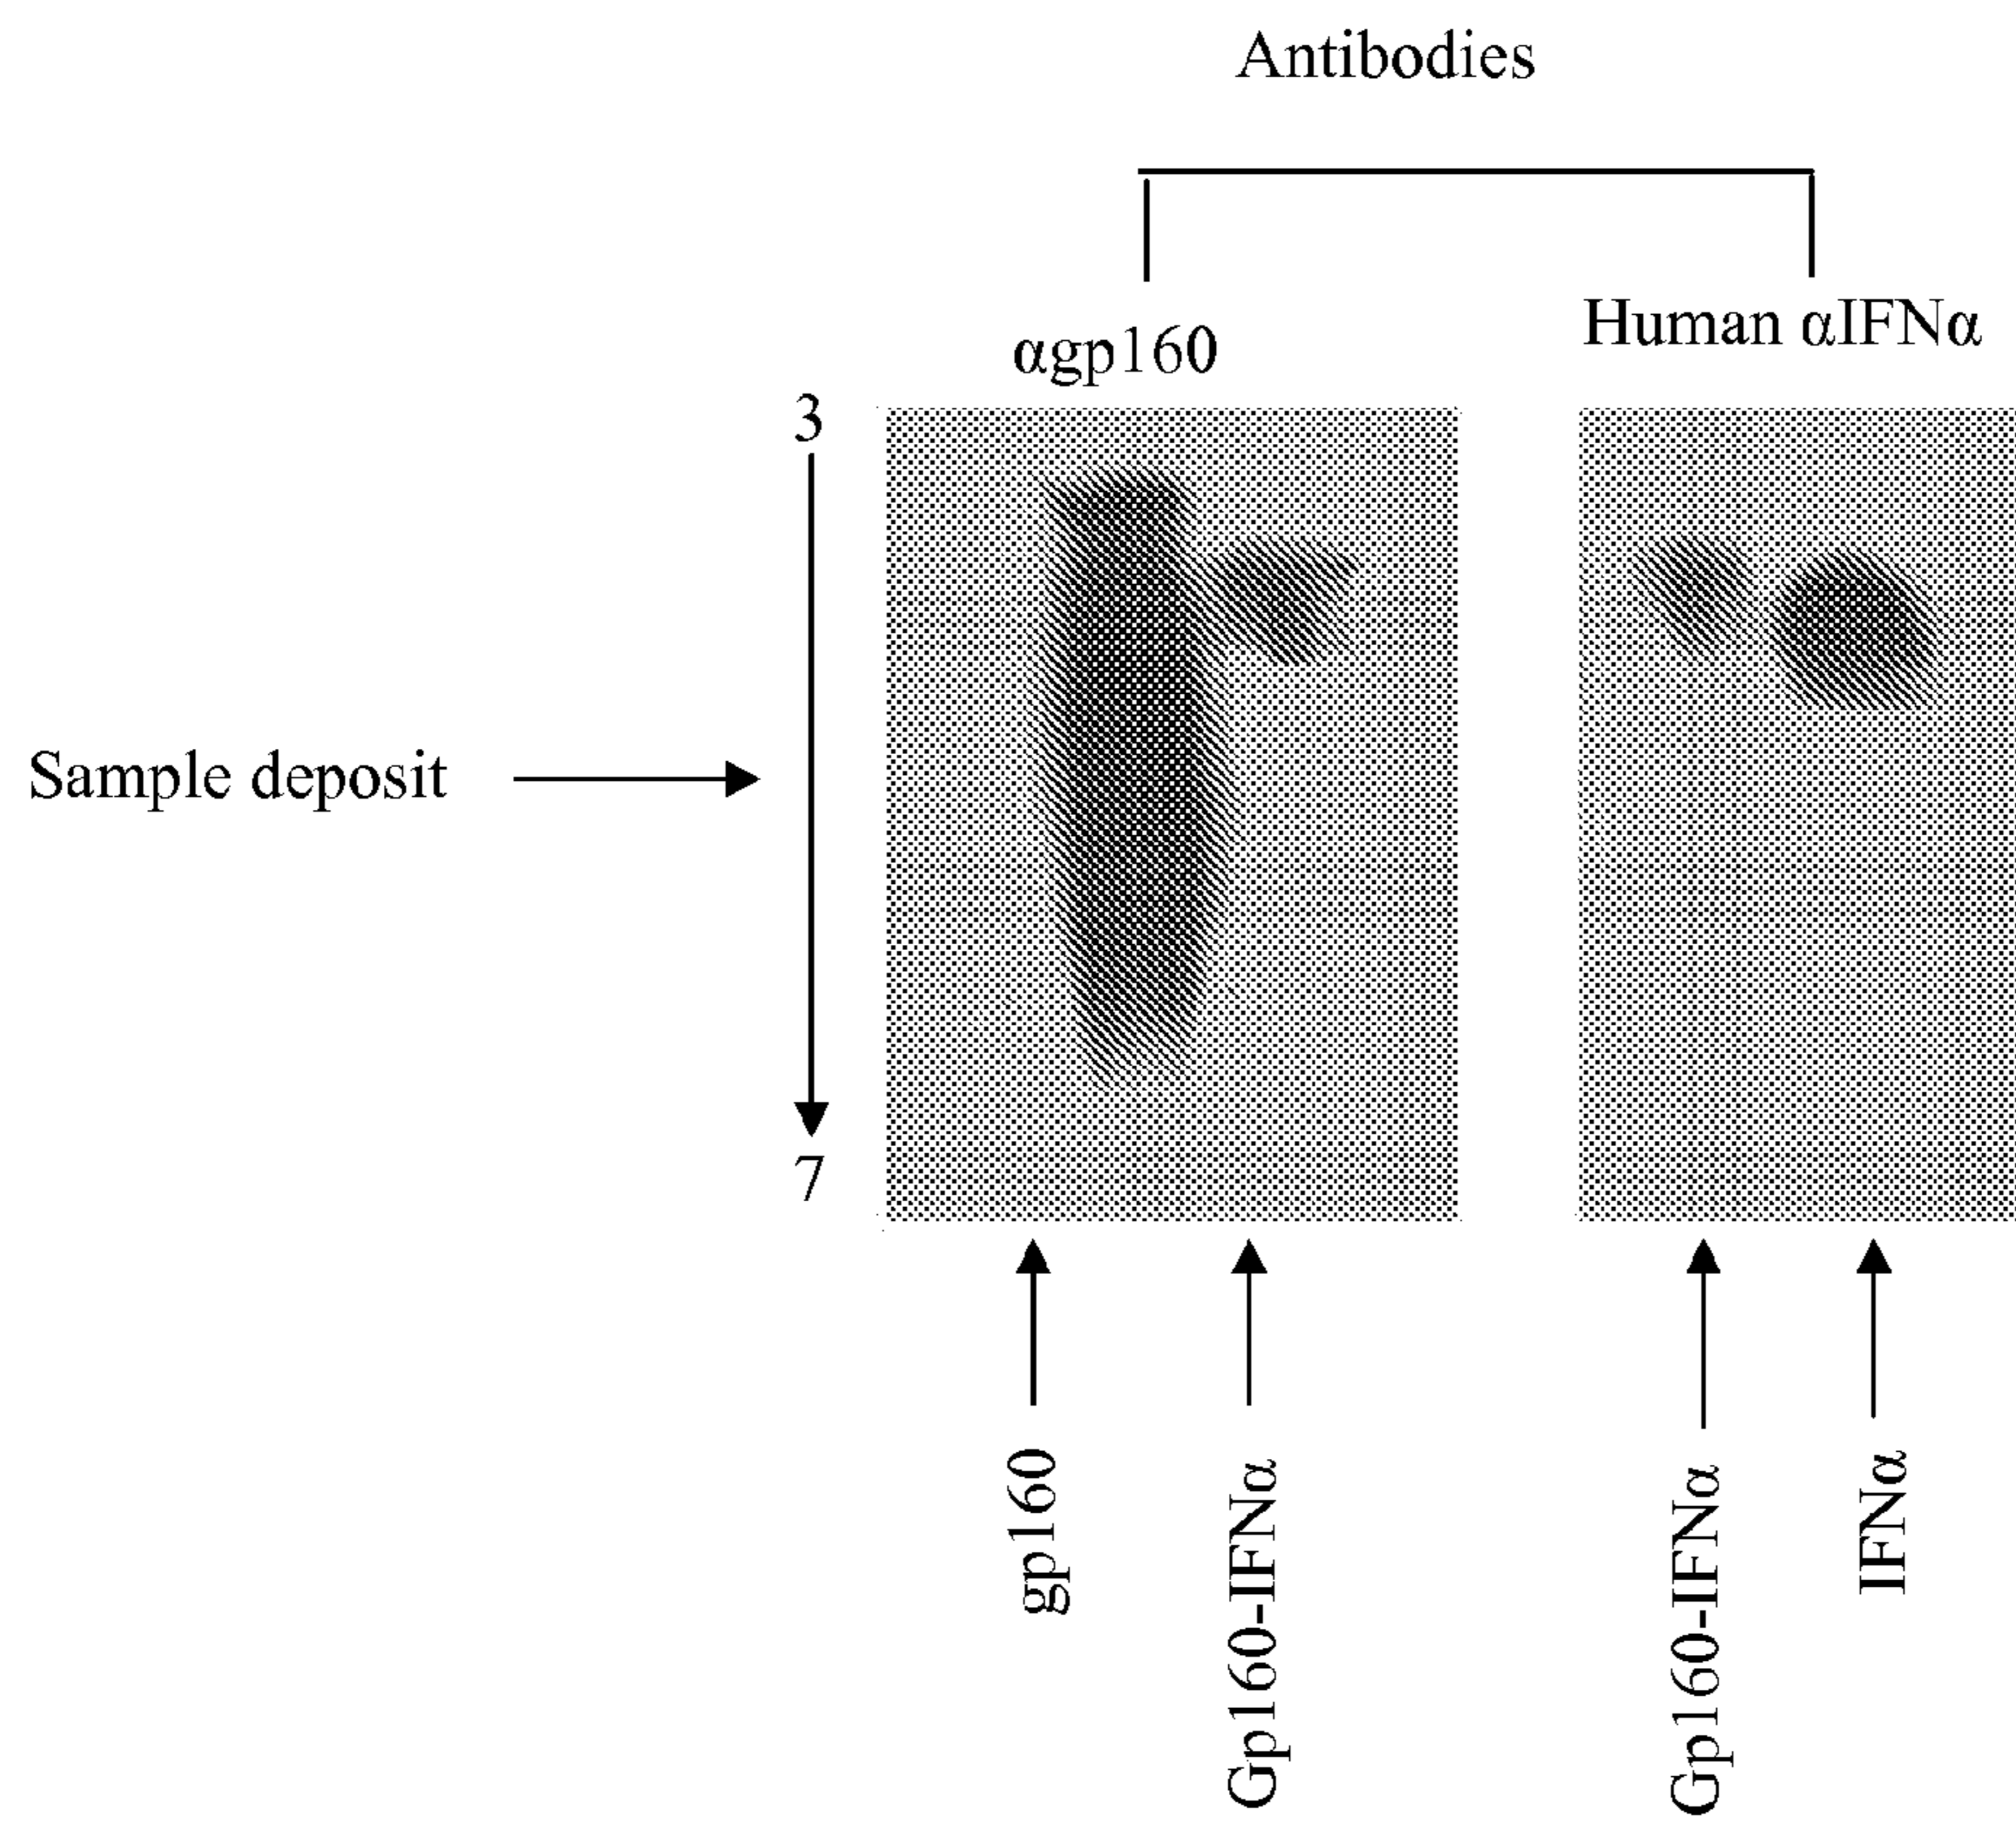 Antibodies
αgp160
Human αIFNα
3
Sample deposit
7
gp160
Gp160-IFNα
Gp160-IFNα
IFNα